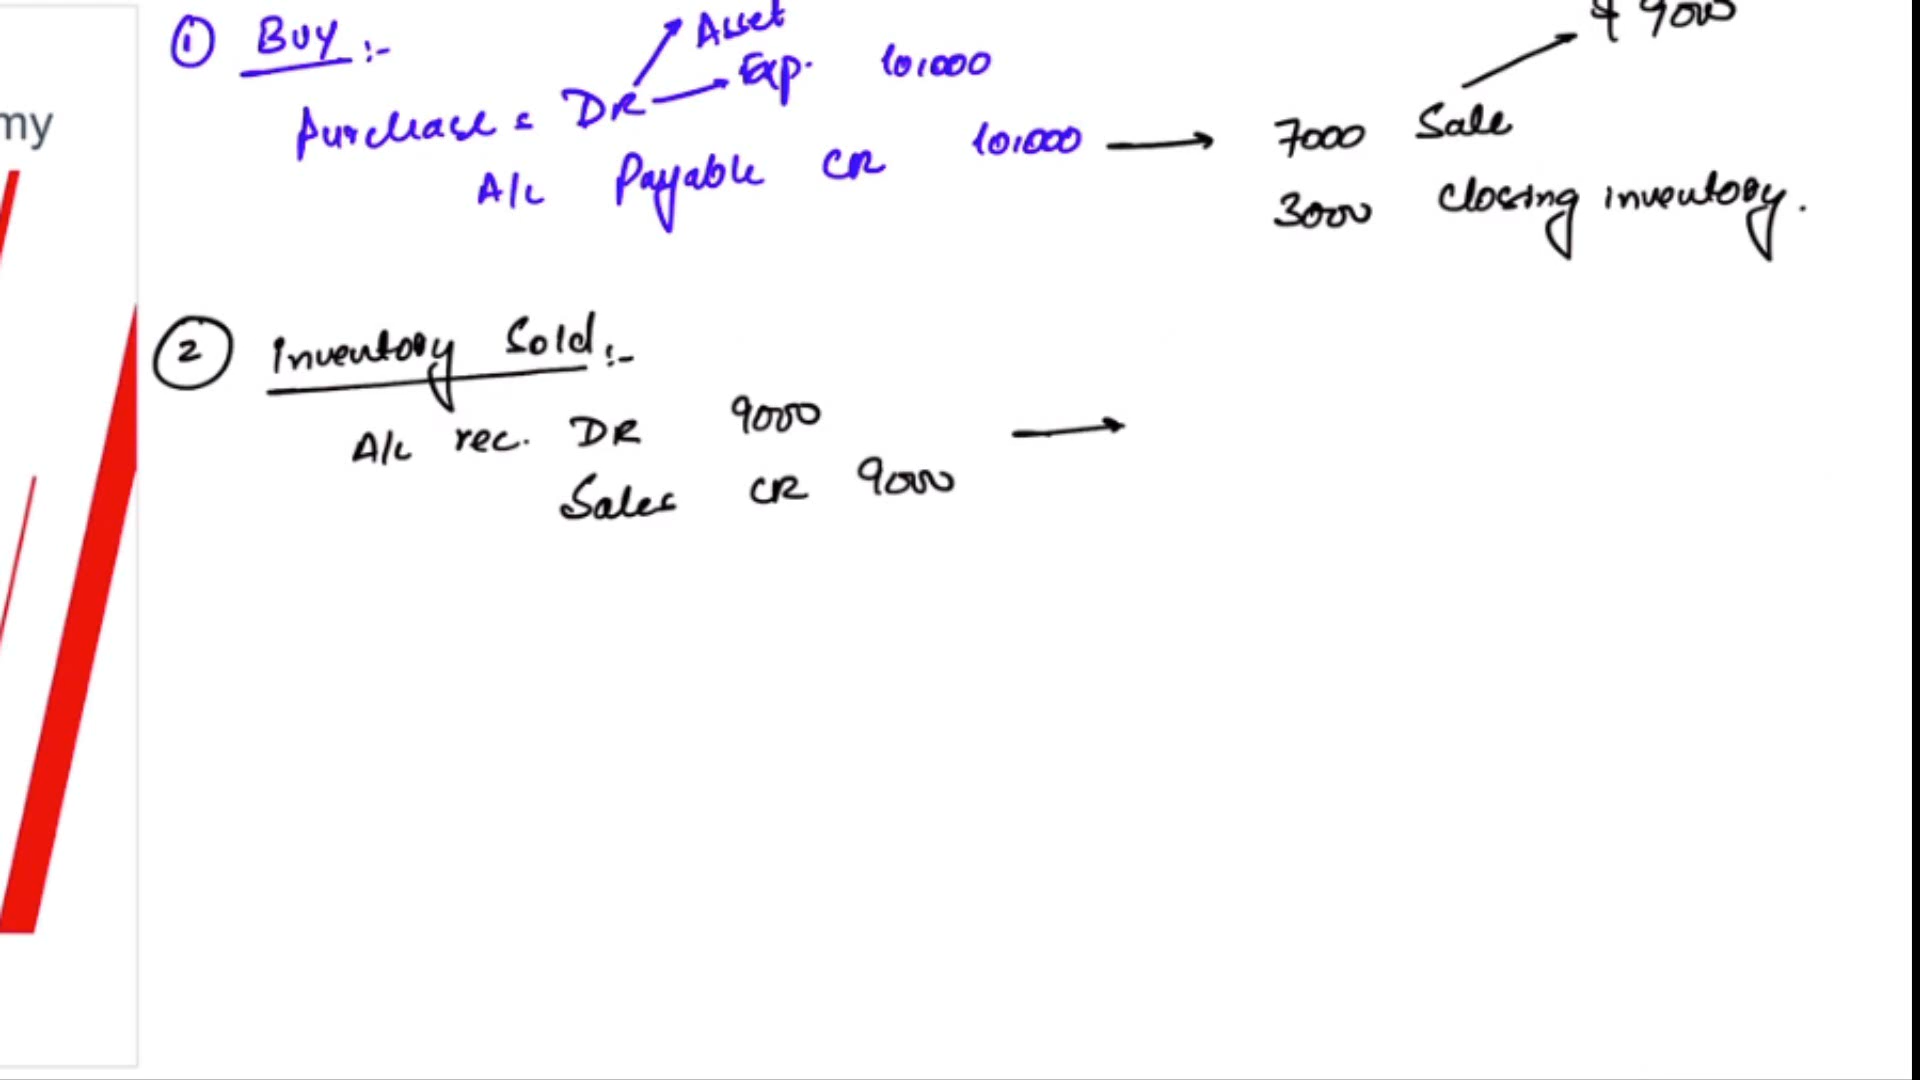 ① Buy :-
Asset
Exp. 10,000
Purchases DR
A/c Payable CR 10,000 → 7000 Sale
$ 9000
3000 closing inventory.
my
② Inventory Sold :-
A/c rec. DR 9000 →
Sales CR 9000